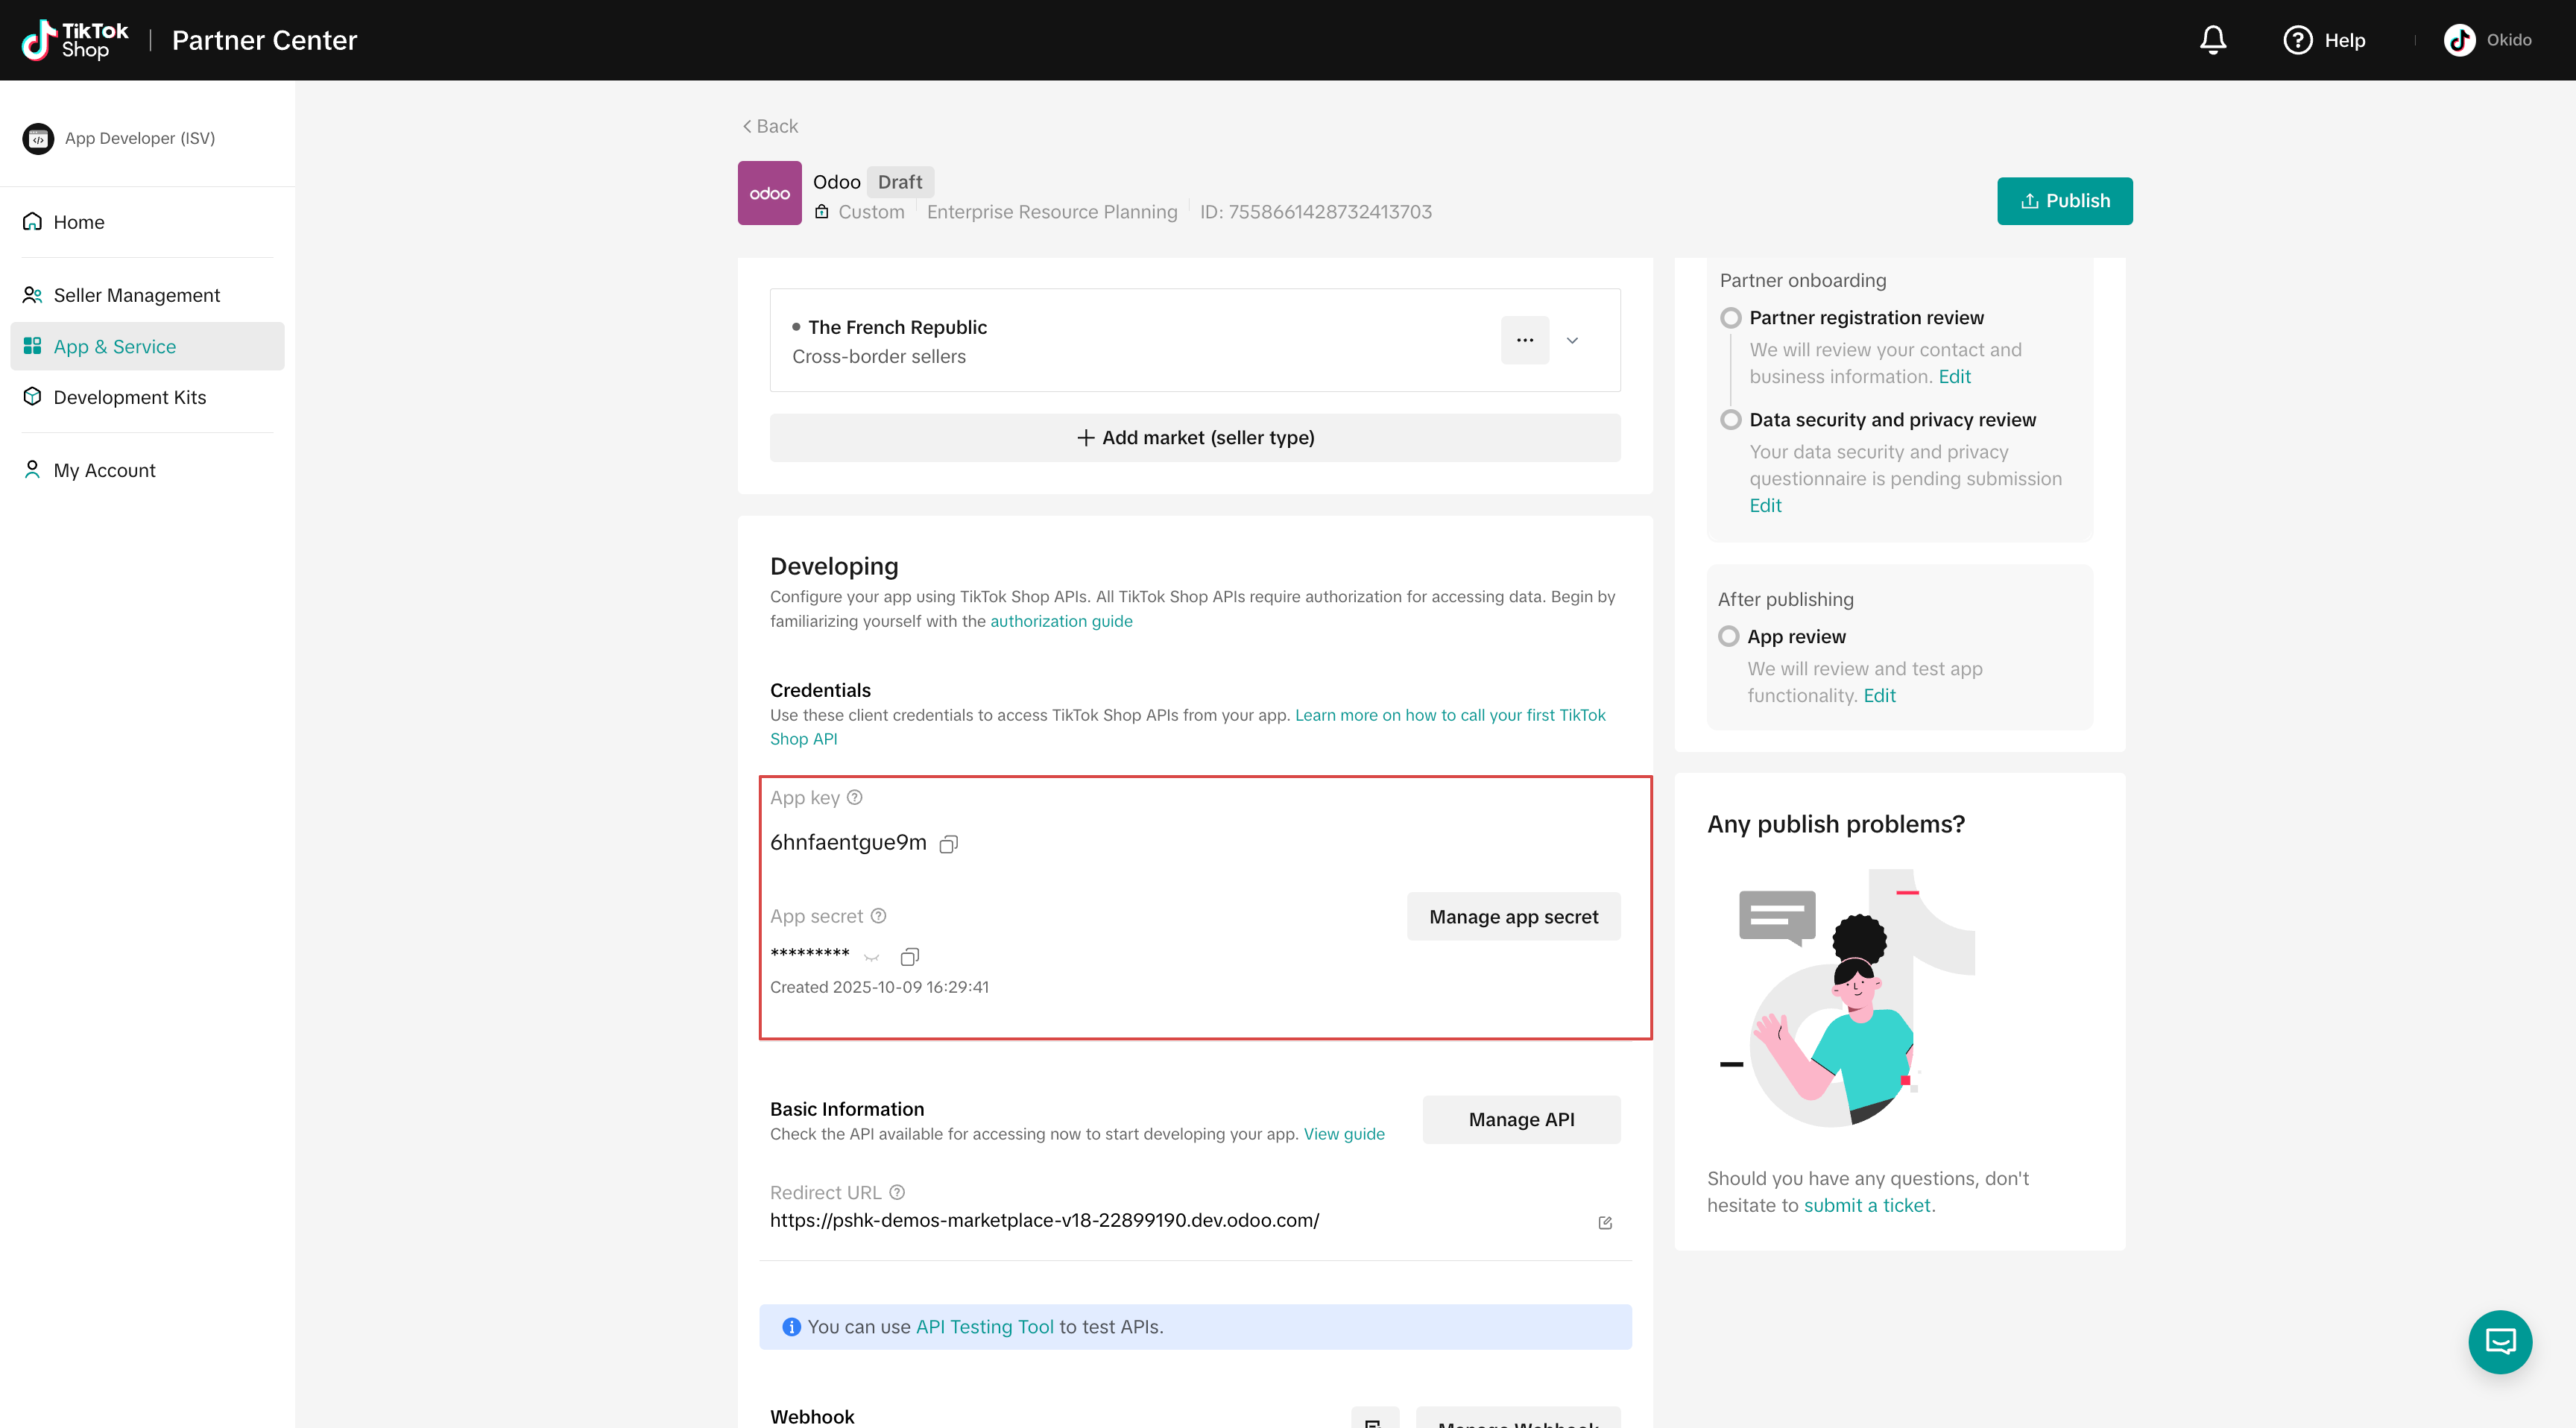 TikTok
Shop
Partner Center
Help
Okido
App Developer (ISV)
Home
Seller Management
App & Service
Development Kits
My Account
Back
odoo
Odoo
Draft
Custom
Enterprise Resource Planning
ID: 7558661428732413703
Publish
The French Republic
Cross-border sellers
Add market (seller type)
Developing
Configure your app using TikTok Shop APIs. All TikTok Shop APIs require authorization for accessing data. Begin by
familiarizing yourself with the authorization guide
Credentials
Use these client credentials to access TikTok Shop APIs from your app. Learn more on how to call your first TikTok
Shop API
App key
6hnfaentgue9m
App secret
*********
Created 2025-10-09 16:29:41
Manage app secret
Basic Information
Check the API available for accessing now to start developing your app. View guide
Manage API
Redirect URL
https://pshk-demos-marketplace-v18-22899190.dev.odoo.com/
You can use API Testing Tool to test APIs.
Webhook
Manage Webhook
Partner onboarding
Partner registration review
We will review your contact and
business information. Edit
Data security and privacy review
Your data security and privacy
questionnaire is pending submission
Edit
After publishing
App review
We will review and test app
functionality. Edit
Any publish problems?
Should you have any questions, don't
hesitate to submit a ticket.